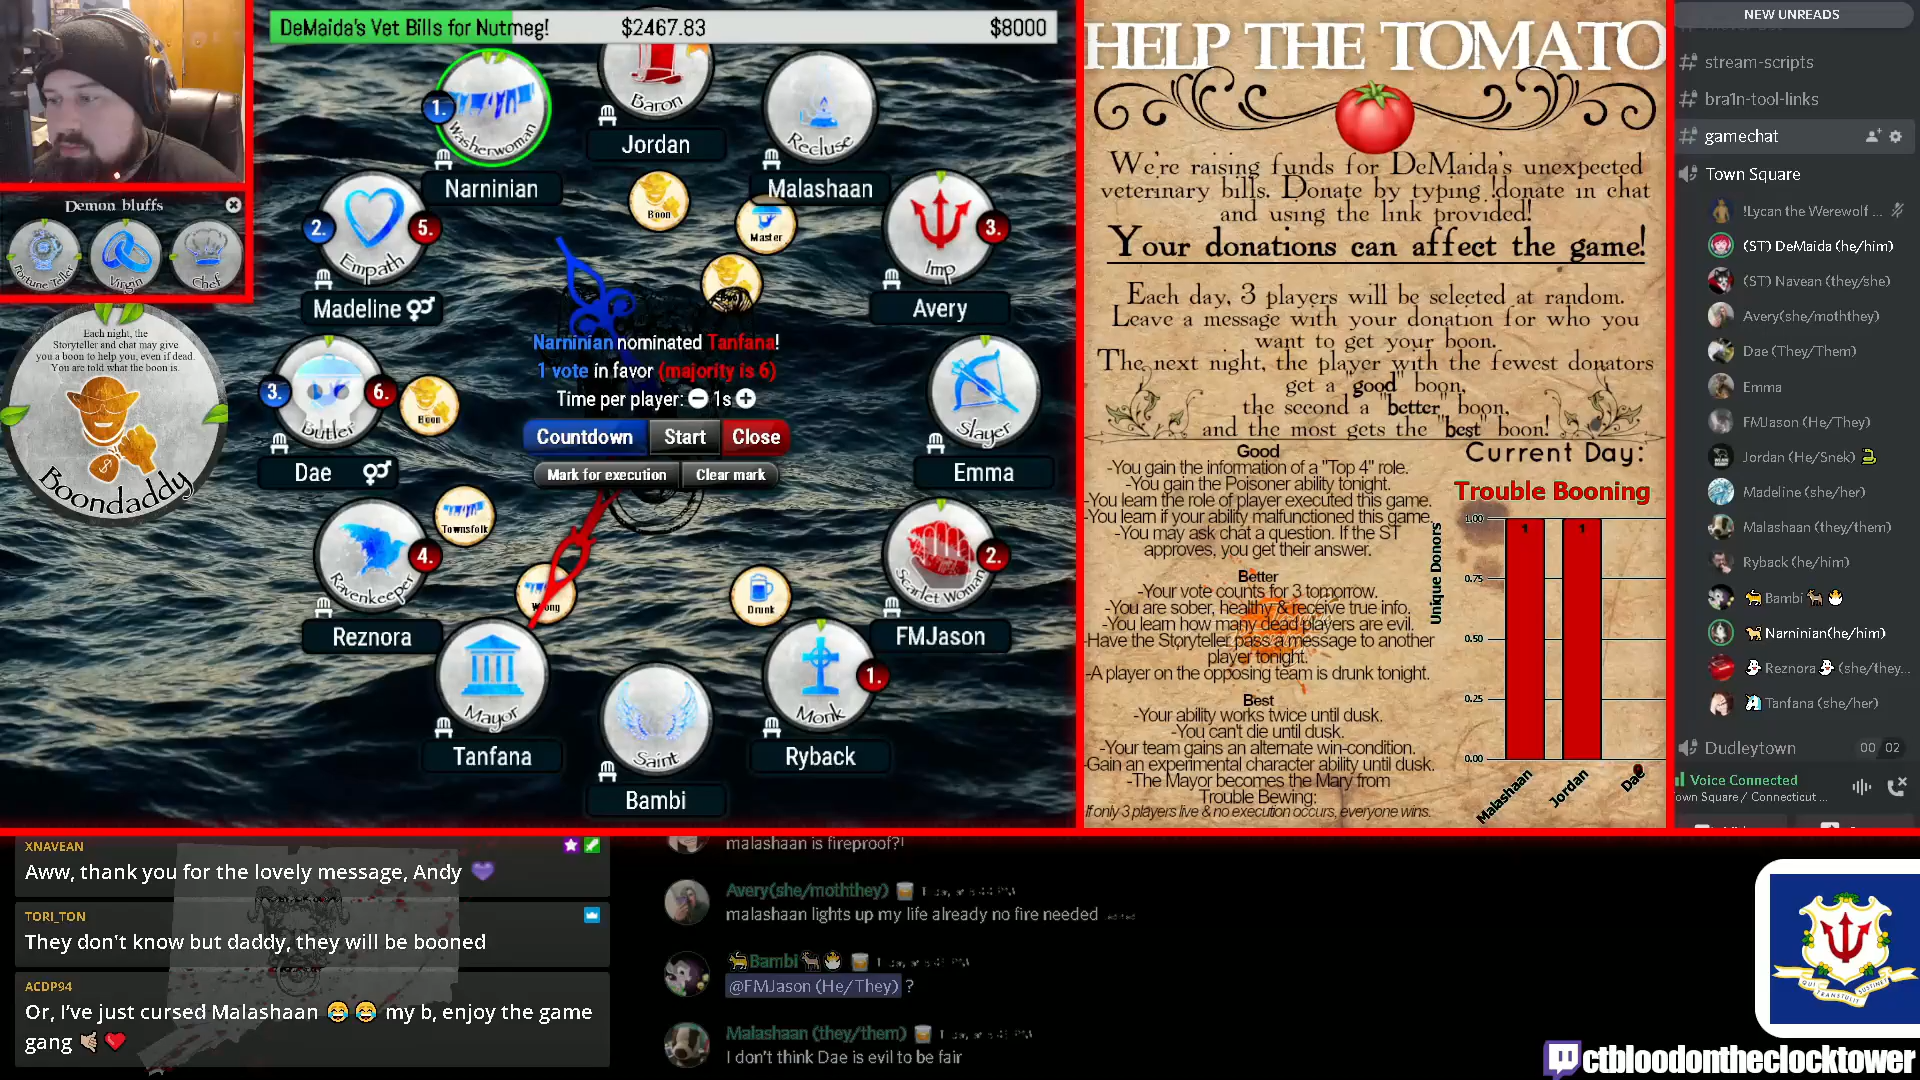 DeMaida's Vet Bills for Nutmeg!
$2467.83
$8000
Demon bluffs
Fortune Teller
Virgin
Chef
Each night, the
Storyteller and chat may give
you a boon to help you, even if dead.
You are told what the boon is.
Boondaddy
1.
Washerwoman
Narninian
Baron
Jordan
Recluse
Malashaan
Boon
Master
2.
Empath
5.
Madeline
Imp
3.
Avery
3.
Butler
6.
Dae
Boon
Slayer
Emma
Narninian nominated Tanfana!
1 vote in favor (majority is 6)
Time per player: 1s
Countdown
Start
Close
Mark for execution
Clear mark
Townsfolk
Ravenkeeper
4.
Reznora
Wrong
Drunk
Scarlet Woman
2.
FMJason
Mayor
Tanfana
Saint
Bambi
Monk
1.
Ryback
HELP THE TOMATO
We're raising funds for DeMaida's unexpected
veterinary bills. Donate by typing !donate in chat
and using the link provided!
Your donations can affect the game!
Each day, 3 players will be selected at random.
Leave a message with your donation for who you
want to get your boon.
The next night, the player with the fewest donators
get a "good" boon,
the second a "better" boon,
and the most gets the "best" boon!
Good
-You gain the information of a "Top 4" role.
-You gain the Poisoner ability tonight.
-You learn the role of player executed this game.
-You learn if your ability malfunctioned this game.
-You may ask chat a question. If the ST
approves, you get their answer.
Better
-Your vote counts for 3 tomorrow.
-You are sober, healthy & receive true info.
-You learn how many dead players are evil.
-Have the Storyteller pass a message to another
player tonight.
-A player on the opposing team is drunk tonight.
Best
-Your ability works twice until dusk.
-You can't die until dusk.
-Your team gains an alternate win-condition.
-Gain an experimental character ability until dusk.
-The Mayor becomes the Mary from
Trouble Bewing:
If only 3 players live & no execution occurs, everyone wins.
Current Day:
Trouble Booning
Unique Donors
1.00
0.75
0.50
0.25
0.00
1
1
Malashaan
Jordan
Dae
NEW UNREADS
stream-scripts
bra1n-tool-links
gamechat
Town Square
!Lycan the Werewolf ...
(ST) DeMaida (he/him)
(ST) Navean (they/she)
Avery(she/moththey)
Dae (They/Them)
Emma
FMJason (He/They)
Jordan (He/Snek)
Madeline (she/her)
Malashaan (they/them)
Ryback (he/him)
Bambi
Narninian(he/him)
Reznora (she/they...
Tanfana (she/her)
Dudleytown
00 02
Voice Connected
own Square / Connecticut ...
XNAVEAN
Aww, thank you for the lovely message, Andy
TORI_TON
They don't know but daddy, they will be booned
ACDP94
Or, I've just cursed Malashaan 😂 😂 my b, enjoy the game
gang
malashaan is fireproof?!
Avery(she/moththey)
malashaan lights up my life already no fire needed
Bambi
@FMJason (He/They) ?
Malashaan (they/them)
I don't think Dae is evil to be fair
QUI TRANSTULIT SUSTINET
ctbloodontheclocktower